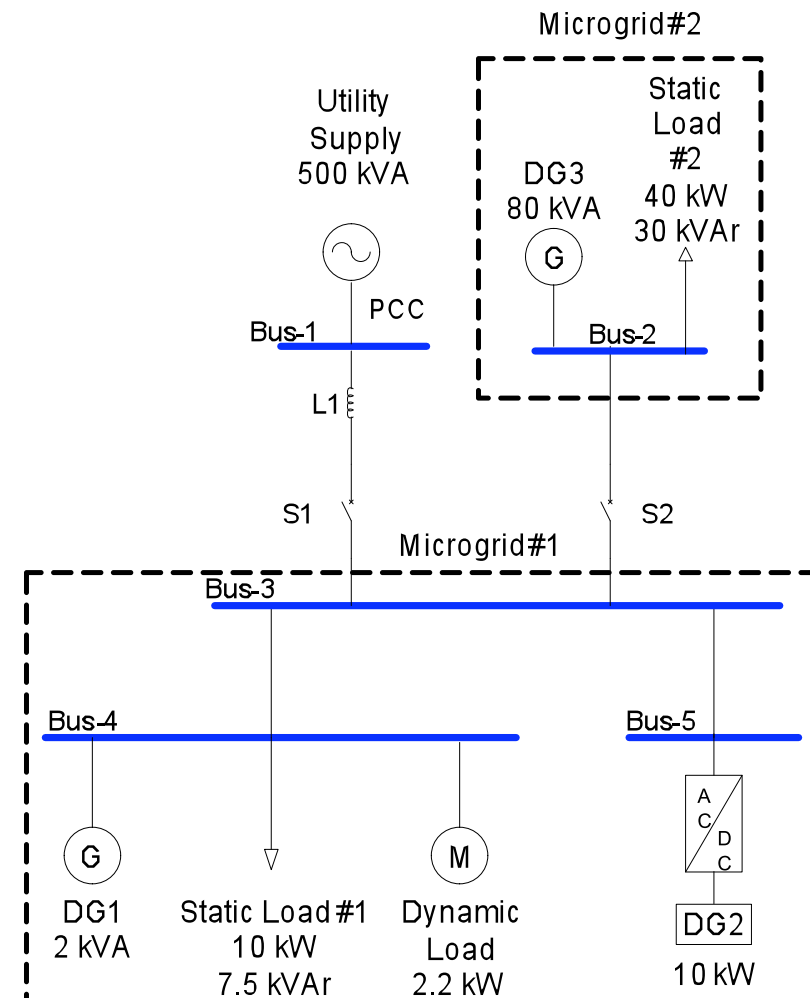 Microgrid#2
Utility
Supply
500 kVA
Static
Load
#2
40 kW
30 kVAr
DG3
80 kVA
G
PCC
Bus-1
Bus-2
L1
S1
S2
Microgrid#1
Bus-3
Bus-4
Bus-5
A
C
D
C
G
M
DG1
2 kVA
Static Load #1
10 kW
7.5 kVAr
Dynamic
Load
2.2 kW
DG2
10 kW